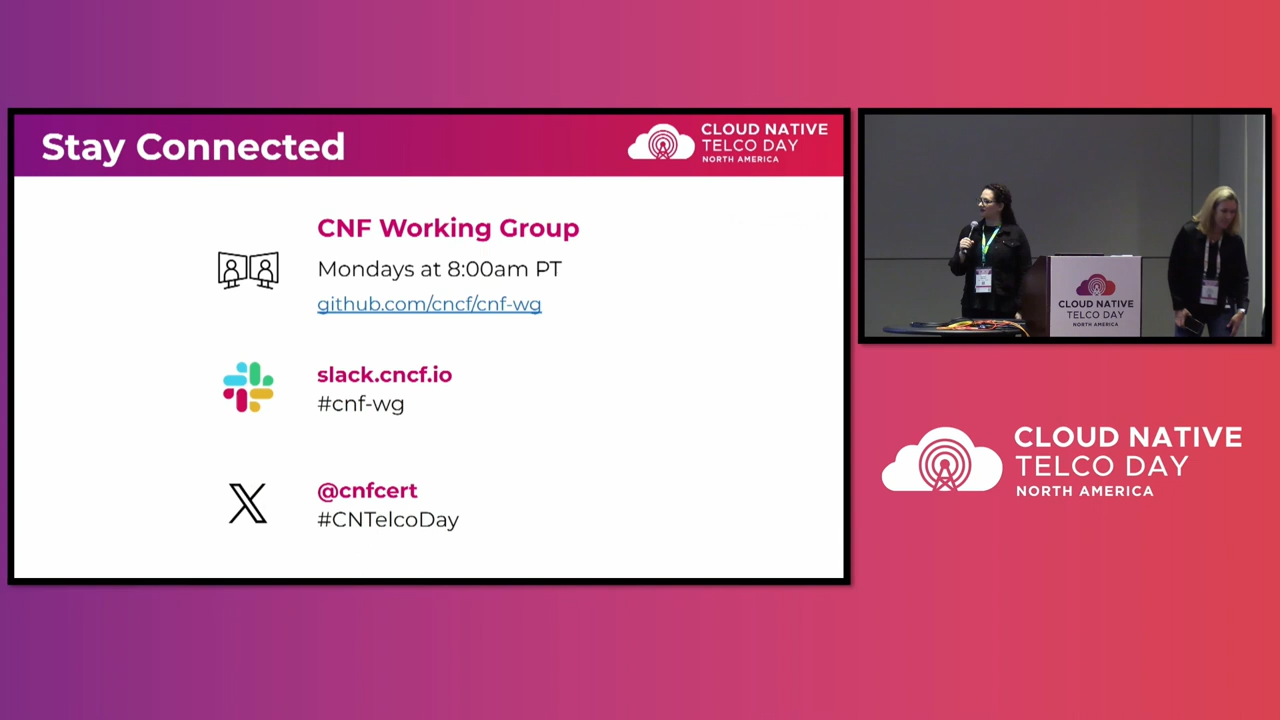 Stay Connected
CLOUD NATIVE
TELCO DAY
NORTH AMERICA
CNF Working Group
Mondays at 8:00am PT
github.com/cncf/cnf-wg
slack.cncf.io
#cnf-wg
@cnfcert
#CNTelcoDay
CLOUD NATIVE
TELCO DAY
NORTH AMERICA
CLOUD NATIVE
TELCO DAY
NORTH AMERICA